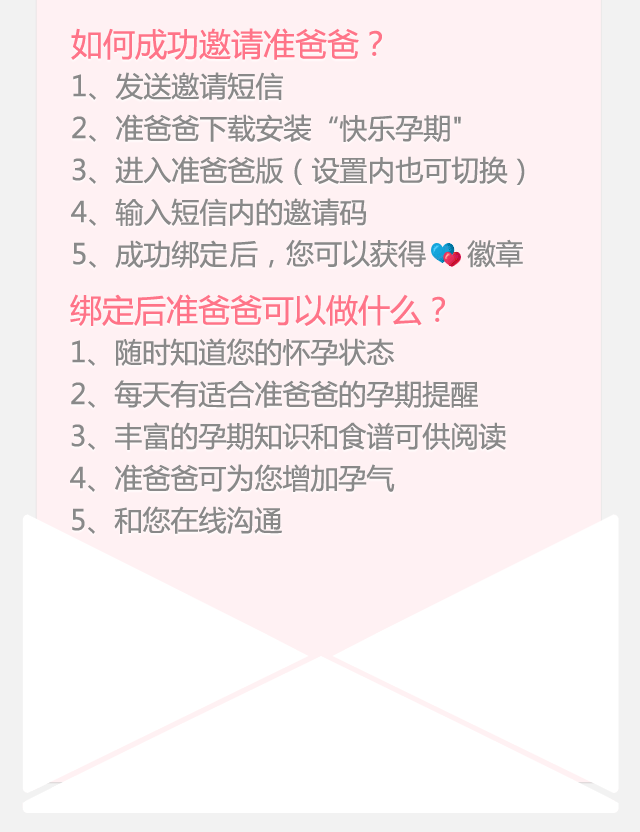 如何成功邀请准爸爸？
1、发送邀请短信
2、准爸爸下载安装“快乐孕期"
3、进入准爸爸版（设置内也可切换）
4、输入短信内的邀请码
5、成功绑定后，您可以获得 徽章
绑定后准爸爸可以做什么？
1、随时知道您的怀孕状态
2、每天有适合准爸爸的孕期提醒
3、丰富的孕期知识和食谱可供阅读
4、准爸爸可为您增加孕气
5、和您在线沟通